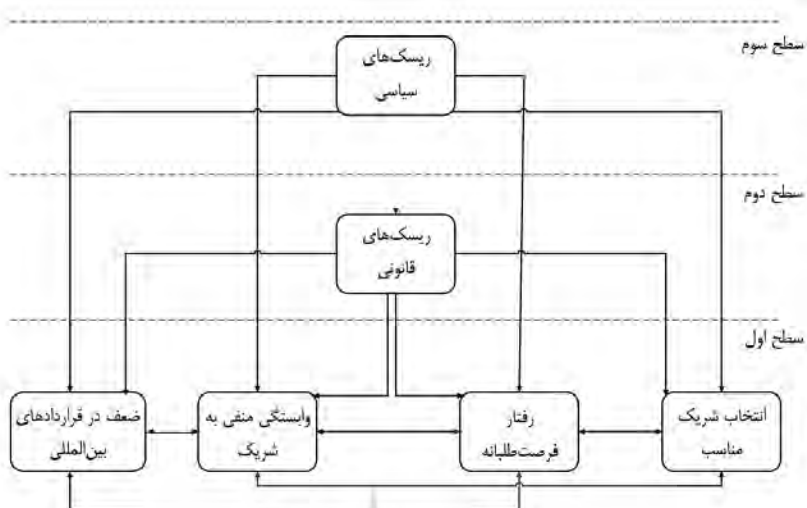 سطح سوم
ریسک‌های
سیاسی
سطح دوم
ریسک‌های
قانونی
سطح اول
انتخاب شریک
مناسب
رفتار
فرصت‌طلبانه
وابستگی منفی به
شریک
ضعف در قراردادهای
بین‌المللی